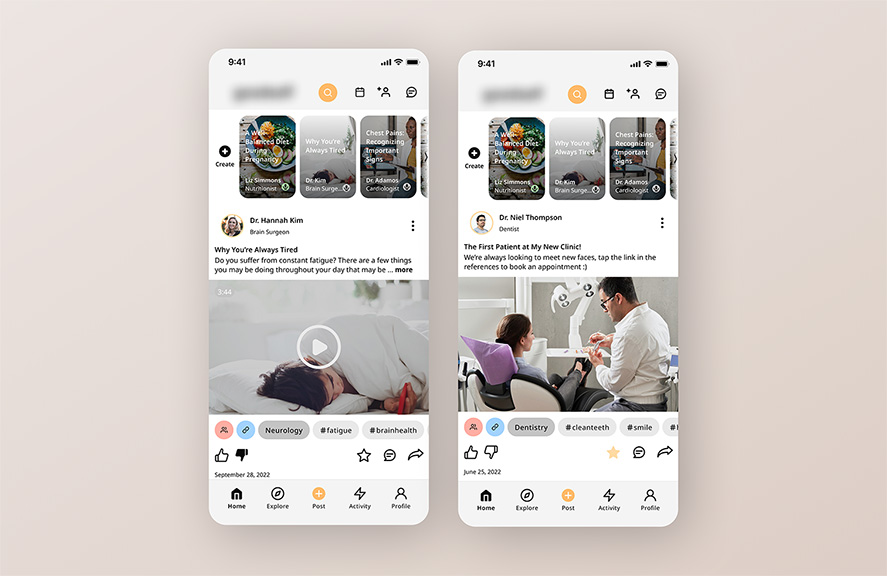 9:41
A Well-
Balanced Diet
During
Pregnancy
Liz Simmons
Nutritionist
Why You're
Always Tired
Dr. Kim
Brain Surge...
Chest Pains:
Recognizing
Important
Signs
Dr. Adamos
Cardiologist
Create
Dr. Hannah Kim
Brain Surgeon
Why You're Always Tired
Do you suffer from constant fatigue? There are a few things
you may be doing throughout your day that may be ... more
3:44
Neurology
#fatigue
#brainhealth
September 28, 2022
Home
Explore
Post
Activity
Profile
9:41
A Well-
Balanced Diet
During
Pregnancy
Liz Simmons
Nutritionist
Why You're
Always Tired
Dr. Kim
Brain Surge...
Chest Pains:
Recognizing
Important
Signs
Dr. Adamos
Cardiologist
Create
Dr. Niel Thompson
Dentist
The First Patient at My New Clinic!
We're always looking to meet new faces, tap the link in the
references to book an appointment :)
Dentistry
#cleanteeth
#smile
June 25, 2022
Home
Explore
Post
Activity
Profile